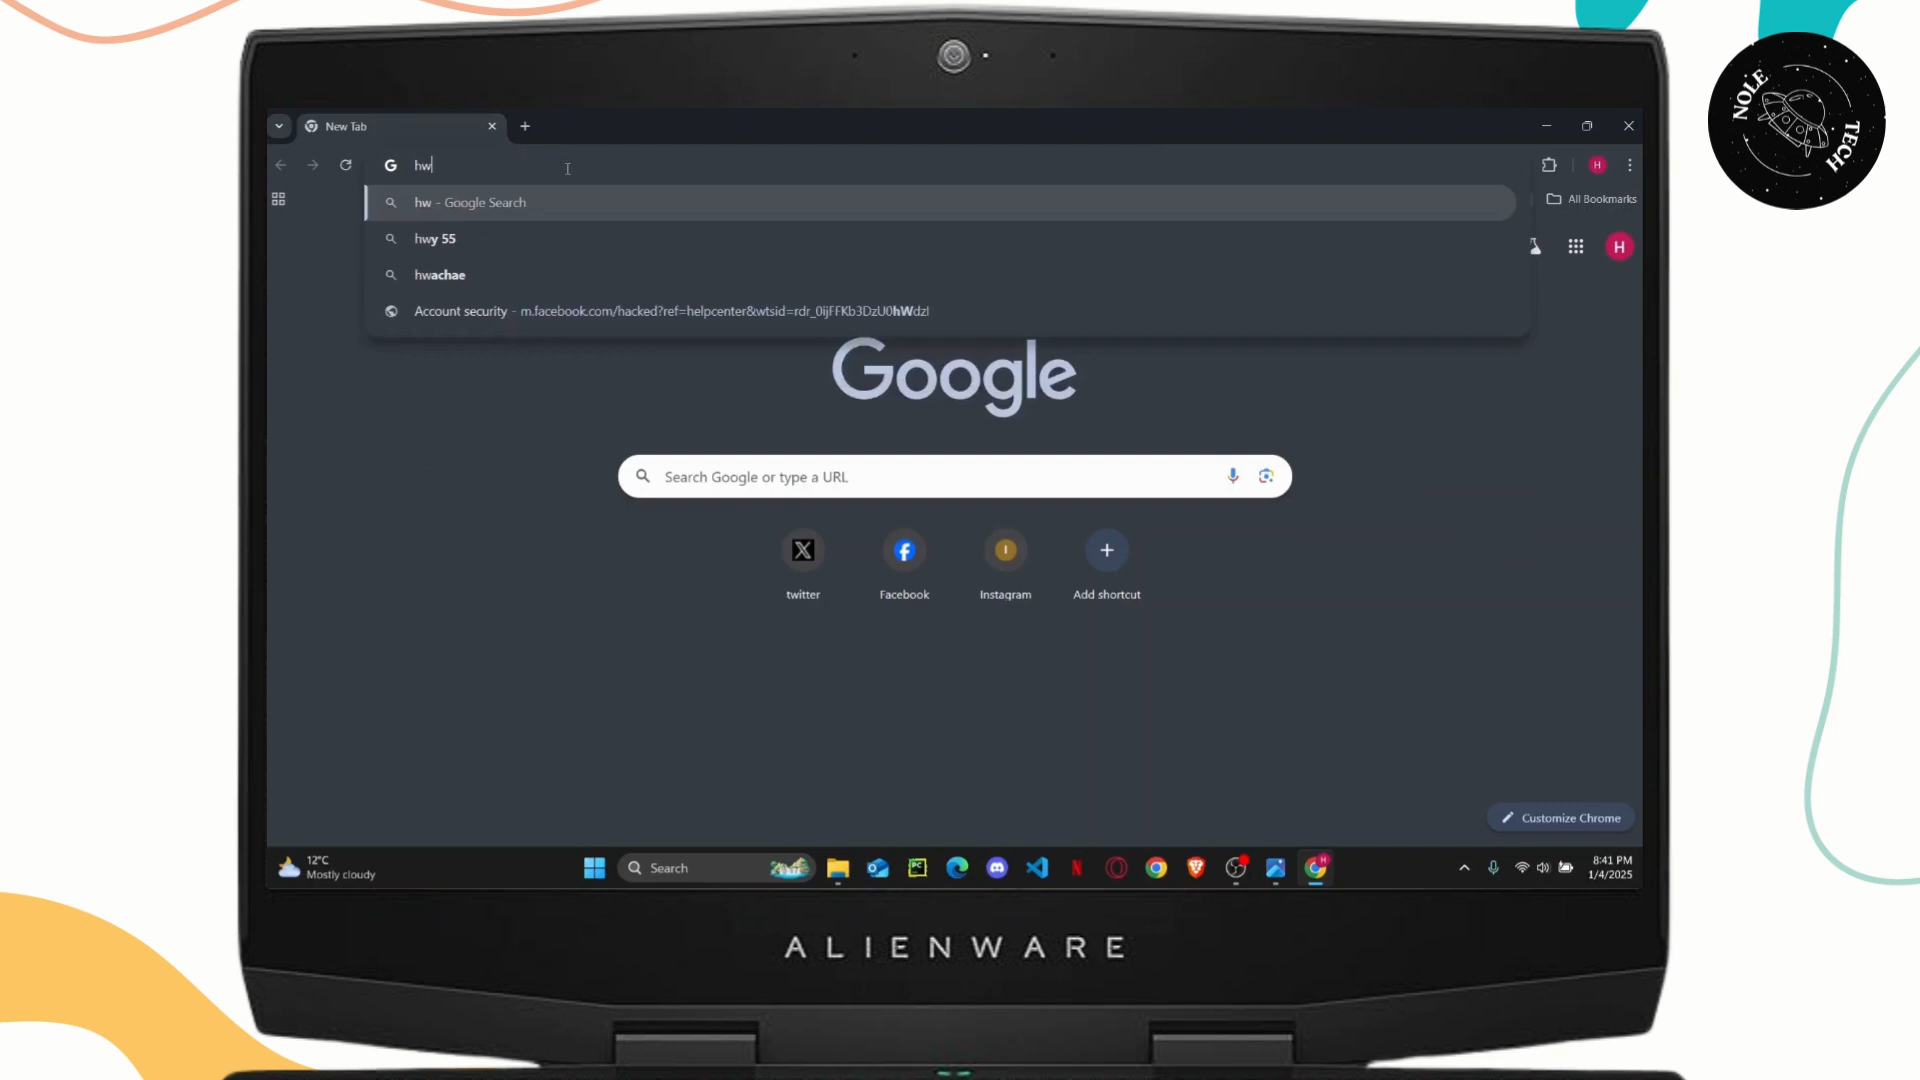 NOLE
TECH
New Tab
hw
All Bookmarks
hw - Google Search
hwy 55
hwachae
Account security - m.facebook.com/hacked?ref=helpcenter&wtsid=rdr_0ijFFKb3DzU0hWdzI
H
H
Google
Search Google or type a URL
twitter
Facebook
Instagram
Add shortcut
Customize Chrome
12°C
Mostly cloudy
Search
8:41 PM
1/4/2025
ALIENWARE